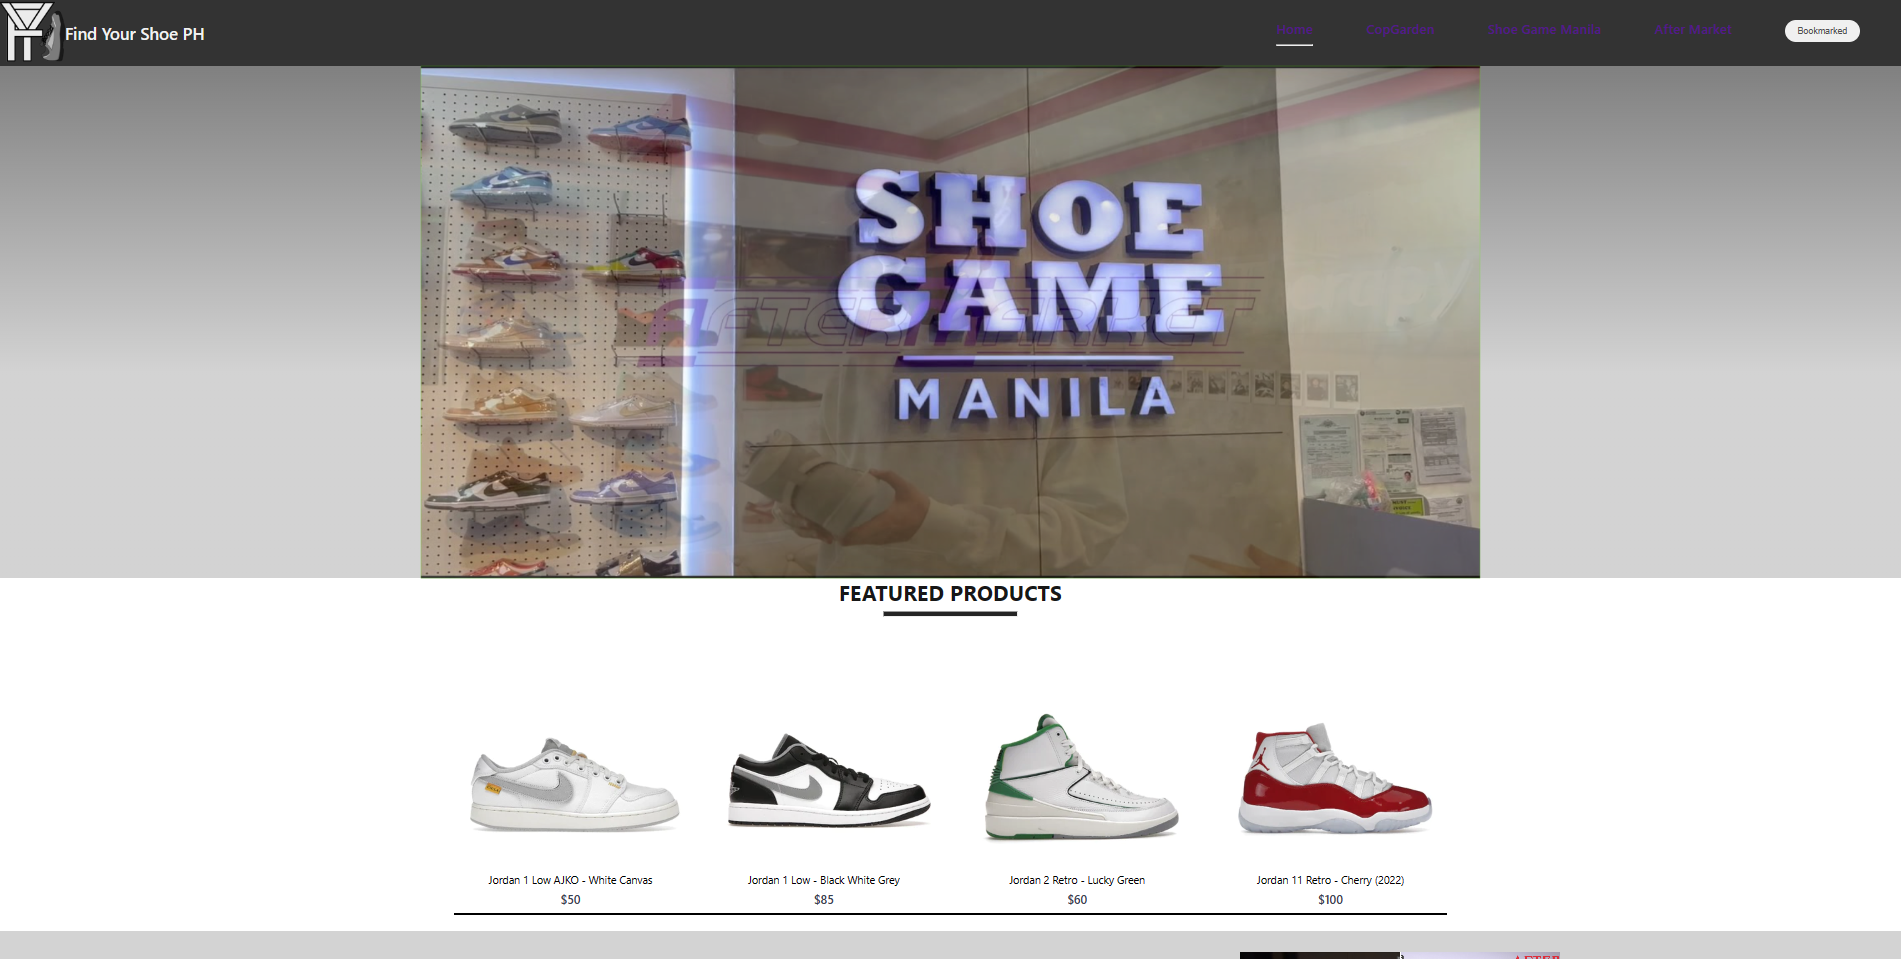 Find Your Shoe PH
Home
CopGarden
Shoe Game Manila
After Market
Bookmarked
SHOE
GAME
AFTERMARKET
MANILA
FEATURED PRODUCTS
Jordan 1 Low AJKO - White Canvas
$50
Jordan 1 Low - Black White Grey
$85
Jordan 2 Retro - Lucky Green
$60
Jordan 11 Retro - Cherry (2022)
$100